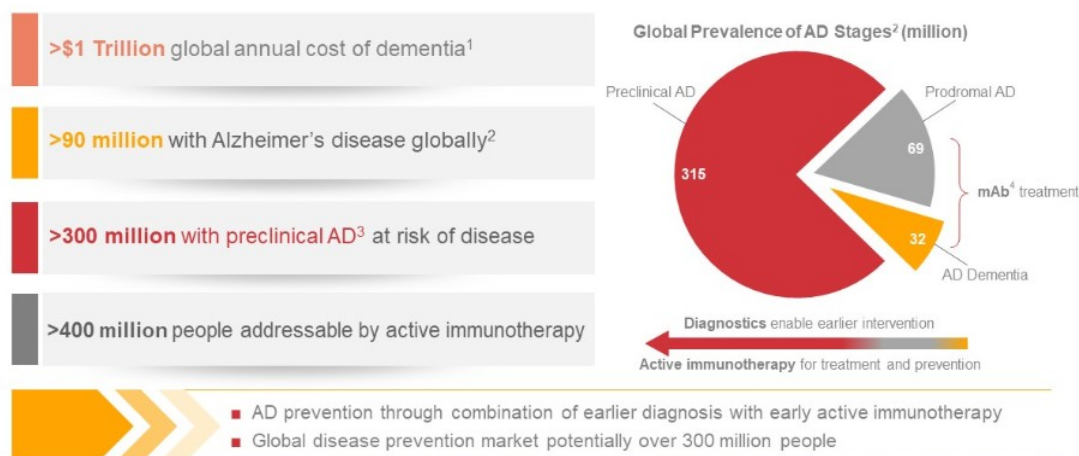 >$1 Trillion global annual cost of dementia¹
>90 million with Alzheimer's disease globally²
>300 million with preclinical AD³ at risk of disease
>400 million people addressable by active immunotherapy
Global Prevalence of AD Stages² (million)
Preclinical AD
Prodromal AD
69
315
mAb⁴ treatment
32
AD Dementia
Diagnostics enable earlier intervention
Active immunotherapy for treatment and prevention
■ AD prevention through combination of earlier diagnosis with early active immunotherapy
■ Global disease prevention market potentially over 300 million people